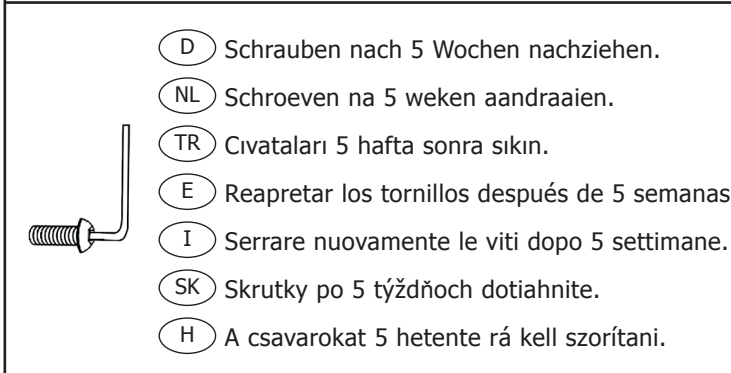 D Schrauben nach 5 Wochen nachziehen.
NL Schroeven na 5 weken aandraaien.
TR Cıvataları 5 hafta sonra sıkın.
E Reapretar los tornillos después de 5 semanas
I Serrare nuovamente le viti dopo 5 settimane.
SK Skrutky po 5 týždňoch dotiahnite.
H A csavarokat 5 hetente rá kell szorítani.